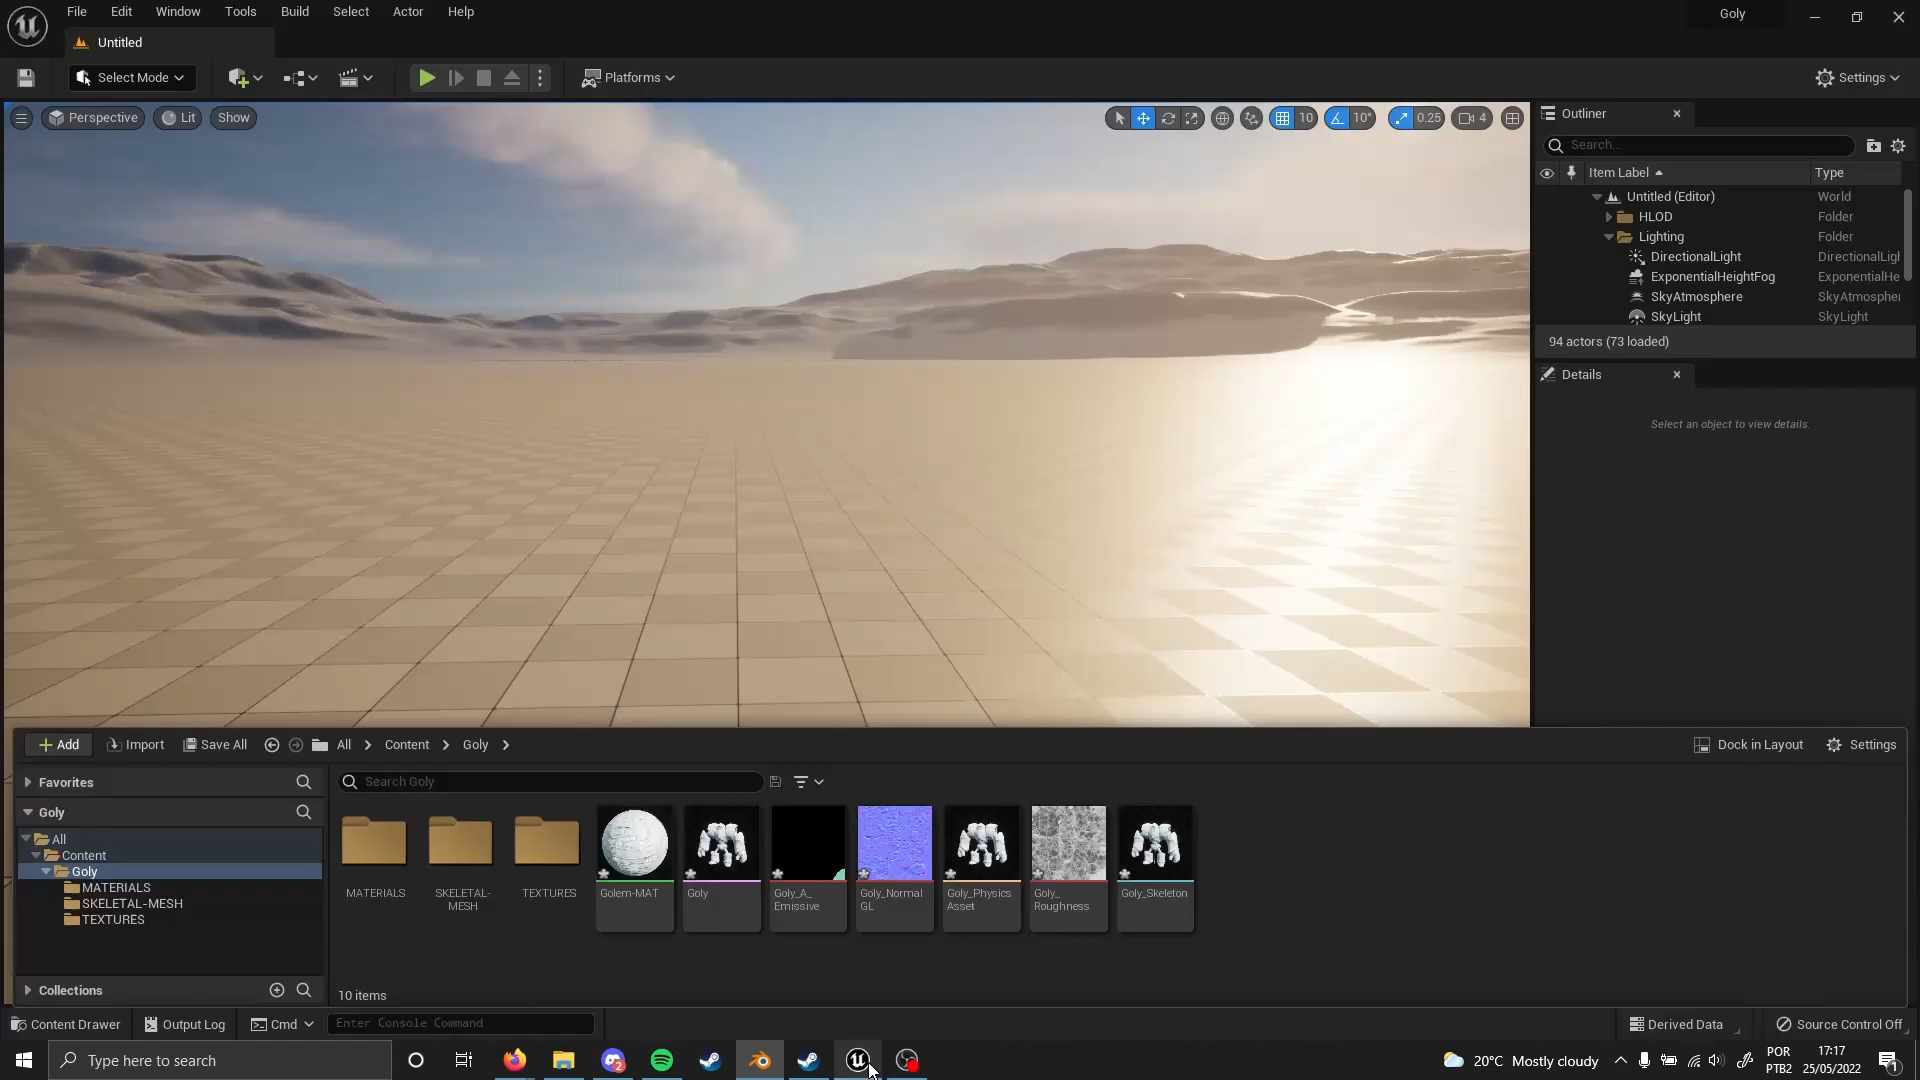 File Edit Window Tools Build Select Actor Help
Goly
Untitled
Select Mode
Platforms
Settings
Perspective Lit Show
10 10° 0.25 4
Outliner
Search...
Item Label Type
Untitled (Editor) World
HLOD Folder
Lighting Folder
DirectionalLight DirectionalLigl
ExponentialHeightFog ExponentialHe
SkyAtmosphere SkyAtmospher
SkyLight SkyLight
94 actors (73 loaded)
Details
Select an object to view details.
Add Import Save All All Content Goly
Dock in Layout Settings
Favorites
Search Goly
Goly
All
Content
Goly
MATERIALS
SKELETAL-MESH
TEXTURES
Collections
MATERIALS
SKELETAL-
MESH
TEXTURES
Golem-MAT
Goly
Goly_A_
Emissive
Goly_Normal
GL
Goly_Physics
Asset
Goly_
Roughness
Goly_Skeleton
10 items
Content Drawer Output Log Cmd Enter Console Command
Derived Data Source Control Off
Type here to search
2
20°C Mostly cloudy
POR
PTB2
17:17
25/05/2022
1